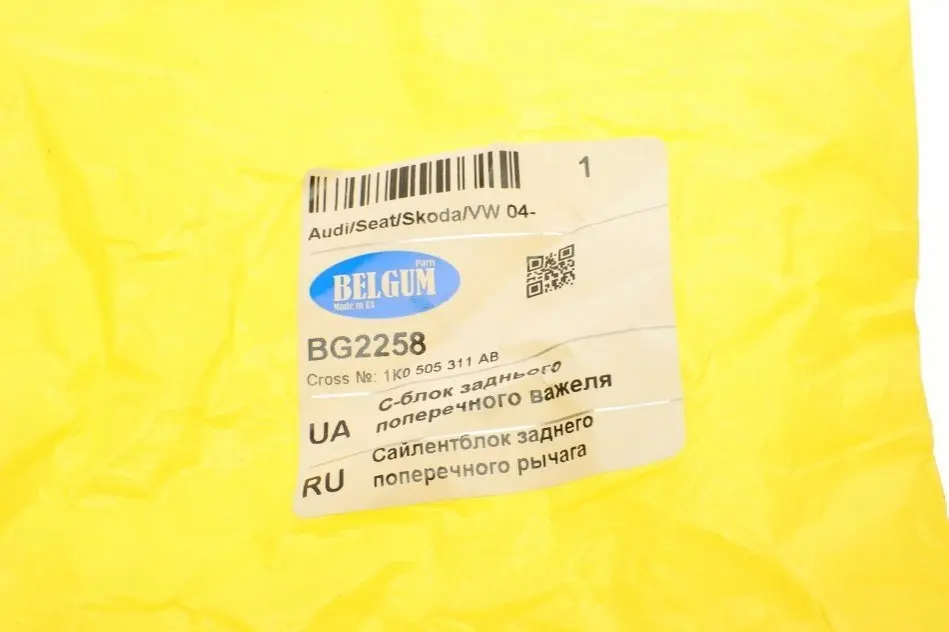 1
Audi/Seat/Skoda/VW 04-
Parts
BELGUM
Made in EU
BG2258
Cross №: 1K0 505 311 AB
UA
С-блок заднього
поперечного важеля
RU
Сайлентблок заднего
поперечного рычага